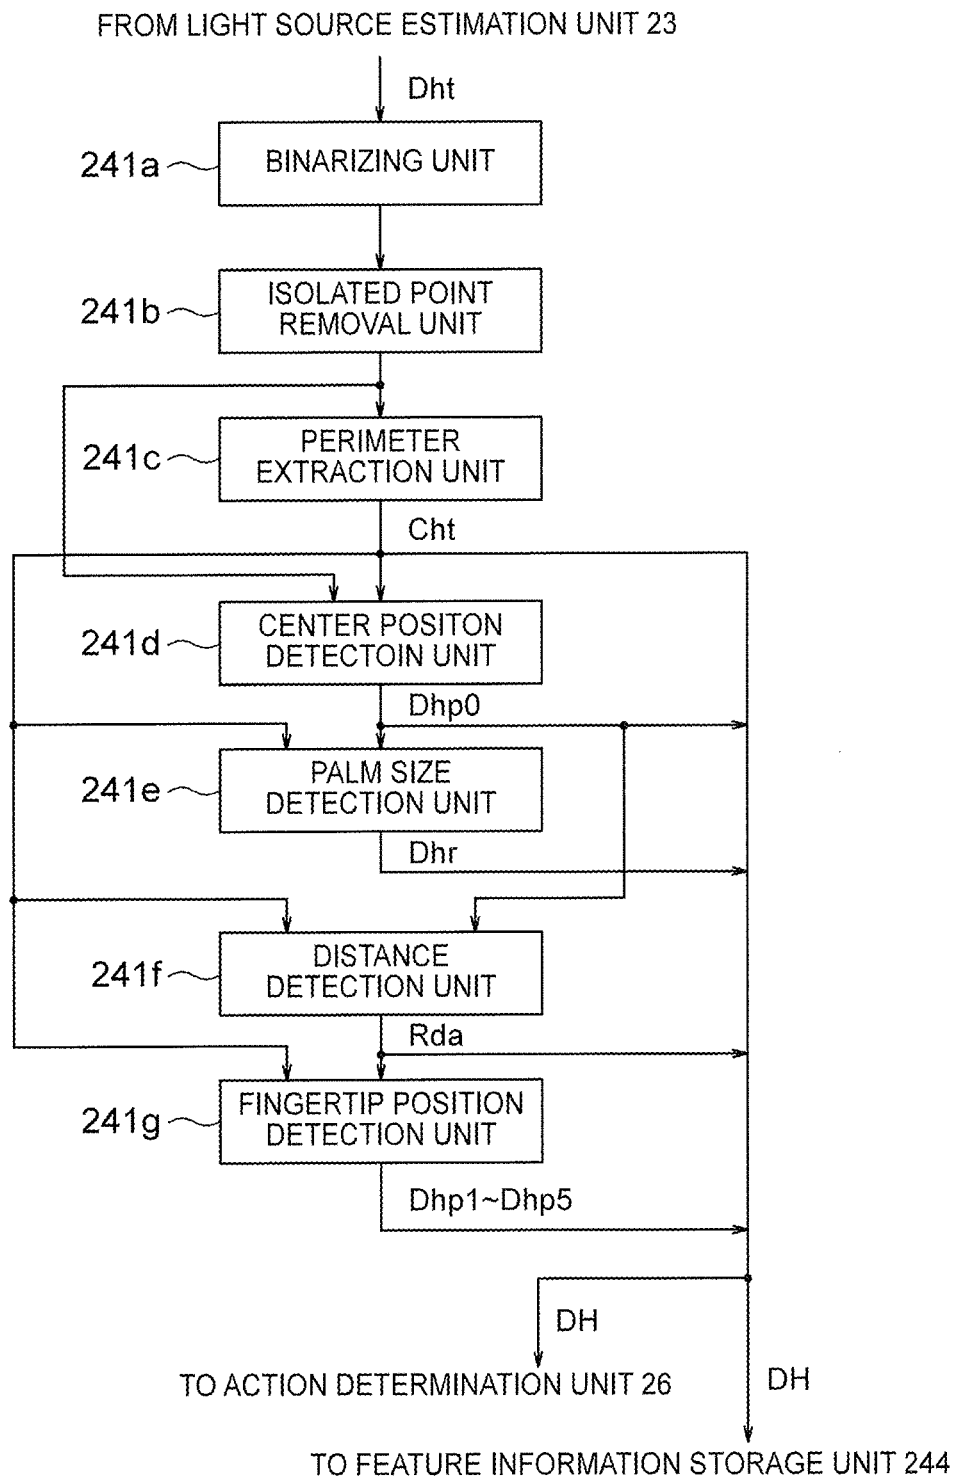 FROM LIGHT SOURCE ESTIMATION UNIT 23
Dht
241a
BINARIZING UNIT
241b
ISOLATED POINT
REMOVAL UNIT
241c
PERIMETER
EXTRACTION UNIT
Cht
241d
CENTER POSITON
DETECTOIN UNIT
Dhp0
241e
PALM SIZE
DETECTION UNIT
Dhr
241f
DISTANCE
DETECTION UNIT
Rda
241g
FINGERTIP POSITION
DETECTION UNIT
Dhp1~Dhp5
DH
TO ACTION DETERMINATION UNIT 26
DH
TO FEATURE INFORMATION STORAGE UNIT 244